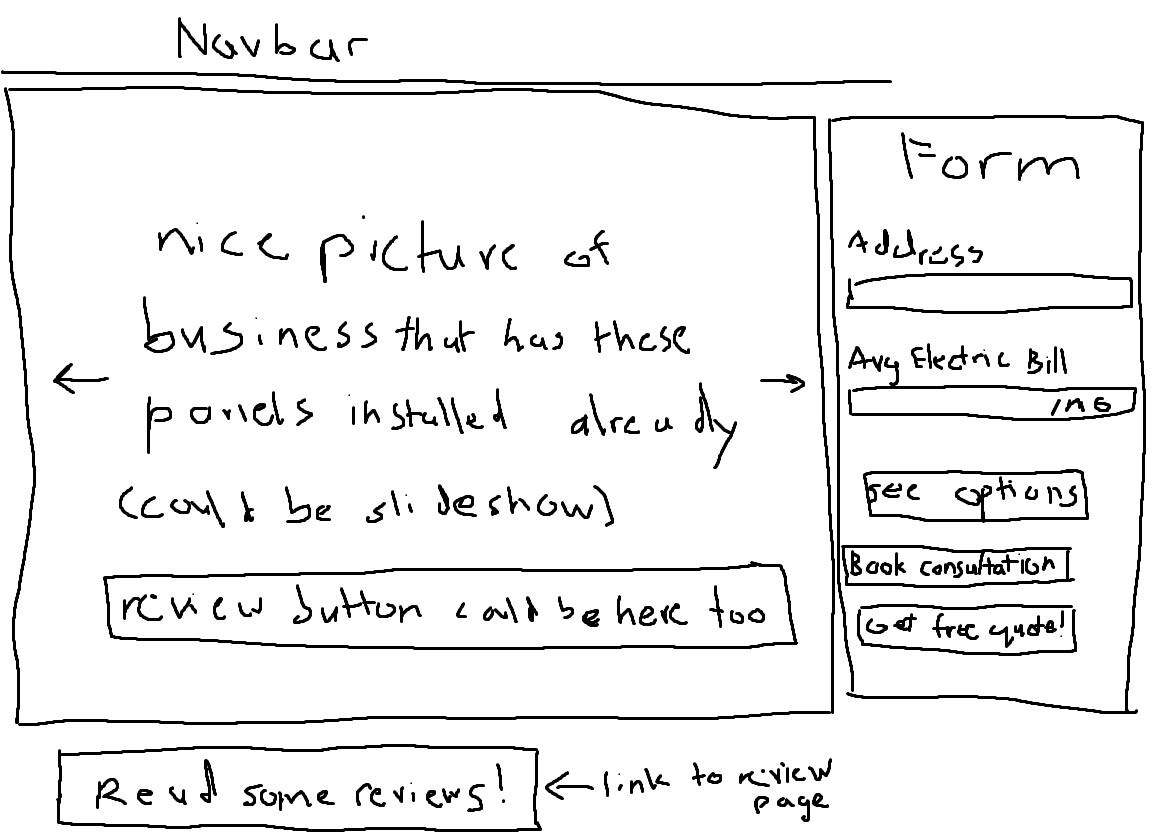 Navbar
nice picture of
business that has these
panels installed already
(could be slideshow)
review button could be here too
Form
Address
Avg Electric Bill
/mo
See options
Book consultation
Get free quote!
Read some reviews!
link to review
page